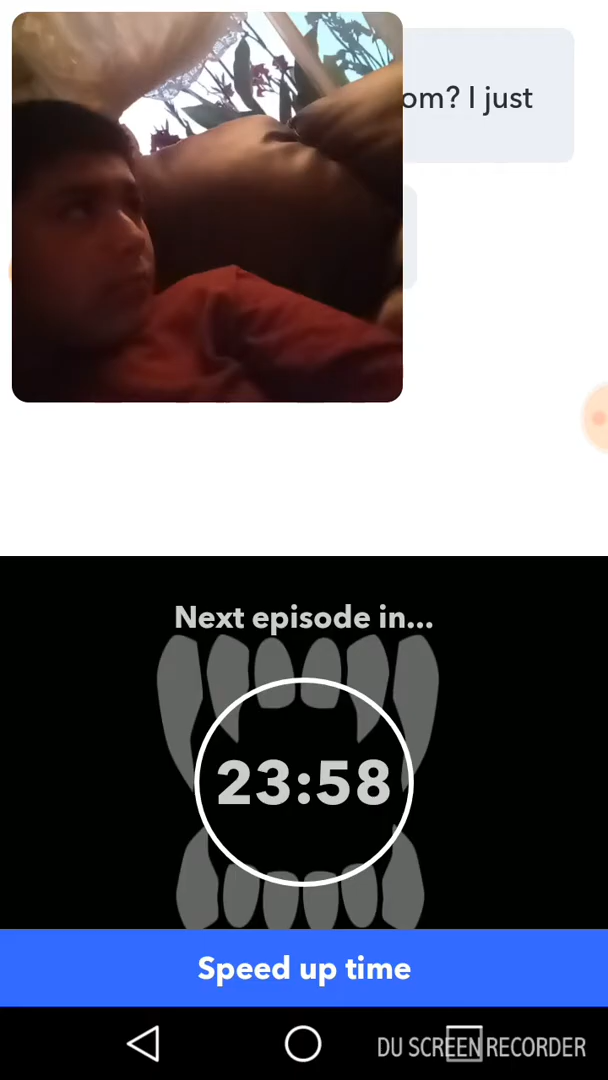 om? I just
Next episode in...
23:58
Speed up time
DU SCREEN RECORDER